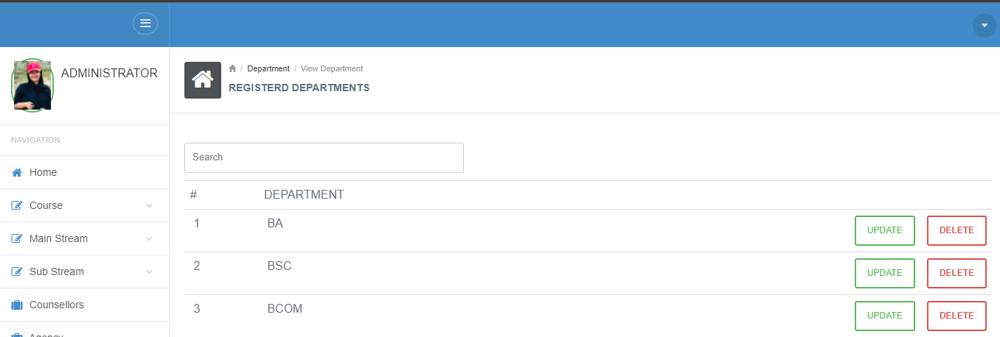 ADMINISTRATOR
NAVIGATION
Home
Course
Main Stream
Sub Stream
Counsellors
Agency
/ Department / View Department
REGISTERD DEPARTMENTS
Search
# DEPARTMENT
1 BA UPDATE DELETE
2 BSC UPDATE DELETE
3 BCOM UPDATE DELETE